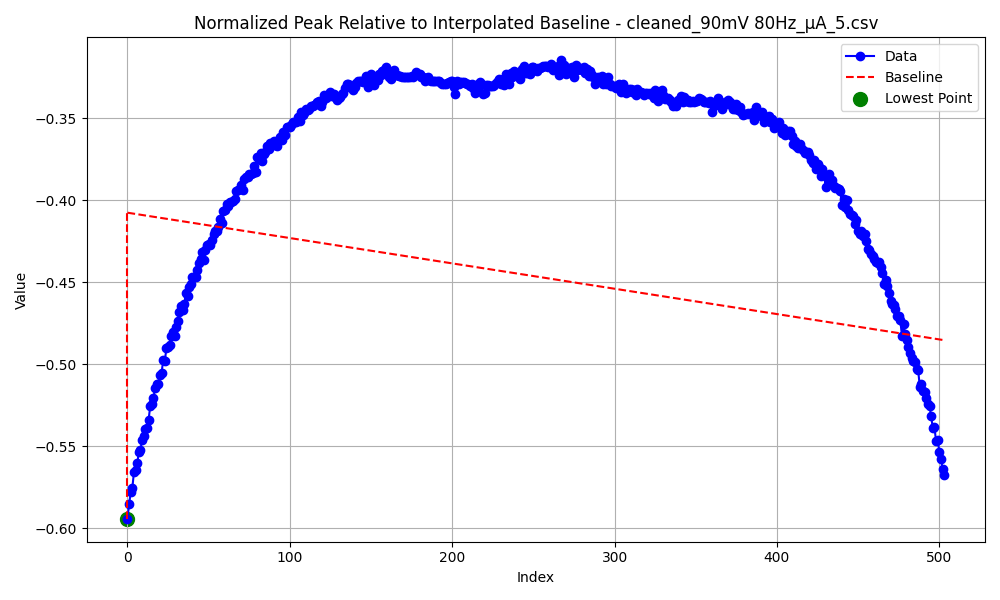 Normalized Peak Relative to Interpolated Baseline - cleaned_90mV 80Hz_μA_5.csv
Data
Baseline
Lowest Point
Value
−0.35
−0.40
−0.45
−0.50
−0.55
−0.60
0 100 200 300 400 500
Index